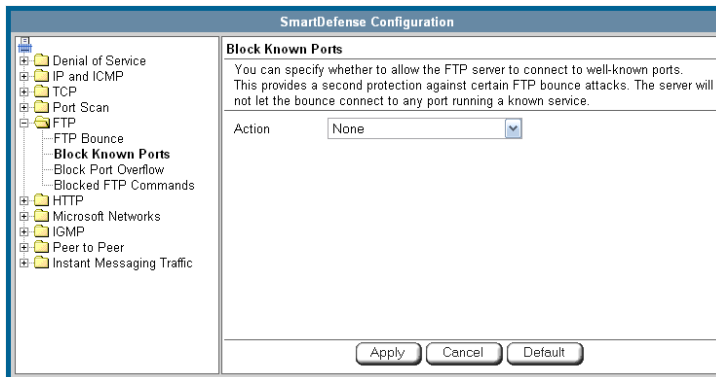 SmartDefense Configuration
Denial of Service
IP and ICMP
TCP
Port Scan
FTP
FTP Bounce
Block Known Ports
Block Port Overflow
Blocked FTP Commands
HTTP
Microsoft Networks
IGMP
Peer to Peer
Instant Messaging Traffic
Block Known Ports
You can specify whether to allow the FTP server to connect to well-known ports.
This provides a second protection against certain FTP bounce attacks. The server will
not let the bounce connect to any port running a known service.
Action None
Apply Cancel Default